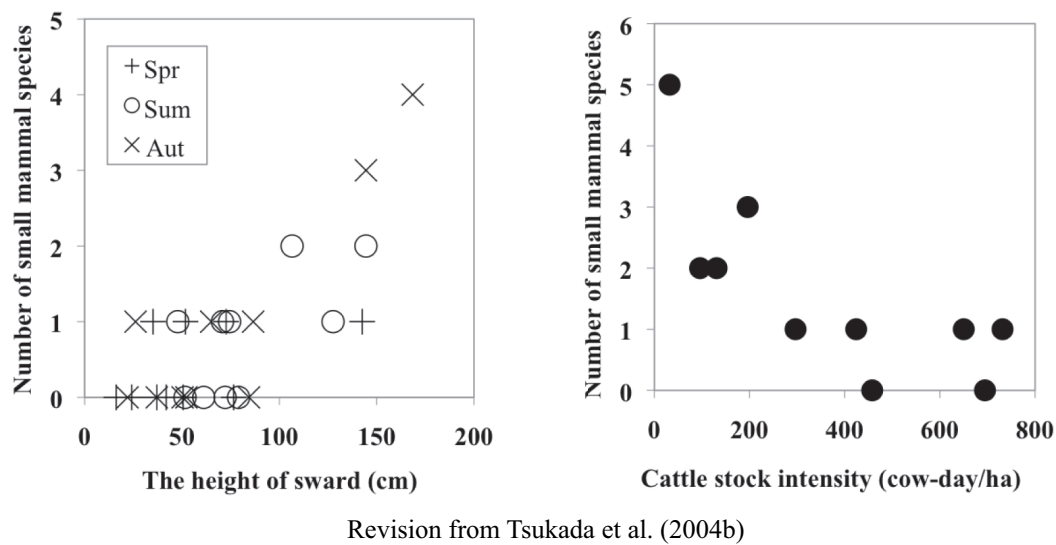 Number of small mammal species
5
4
3
2
1
0
Spr
Sum
Aut
0 50 100 150 200
The height of sward (cm)
Number of small mammal species
6
5
4
3
2
1
0
0 200 400 600 800
Cattle stock intensity (cow-day/ha)
Revision from Tsukada et al. (2004b)